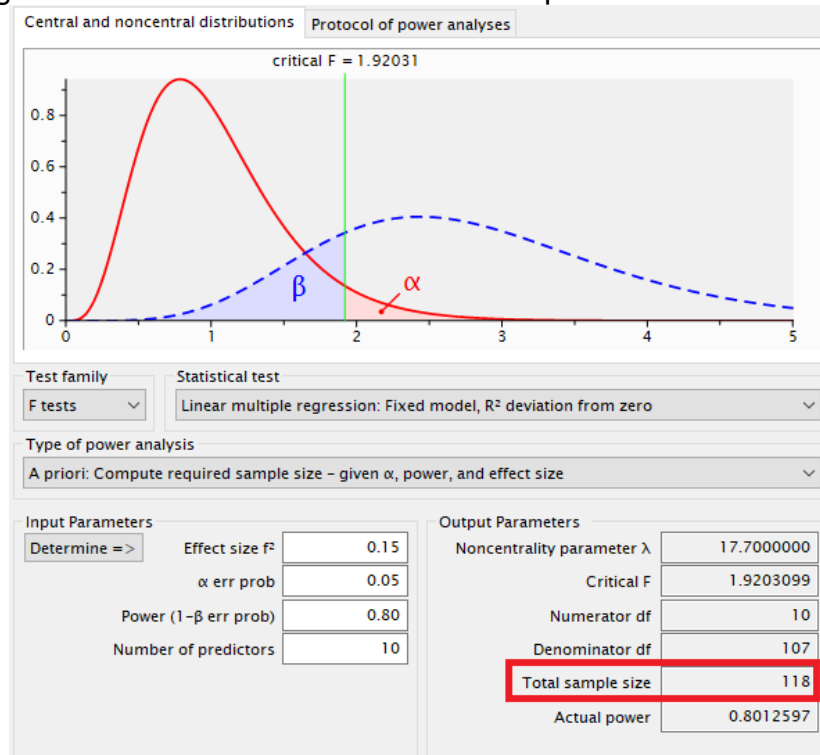 Central and noncentral distributions Protocol of power analyses
critical F = 1.92031
0.8
0.6
0.4
0.2
0
β
α
0 1 2 3 4 5
Test family Statistical test
F tests Linear multiple regression: Fixed model, R² deviation from zero
Type of power analysis
A priori: Compute required sample size - given α, power, and effect size
Input Parameters Output Parameters
Determine => Effect size f² 0.15 Noncentrality parameter λ 17.7000000
α err prob 0.05 Critical F 1.9203099
Power (1-β err prob) 0.80 Numerator df 10
Number of predictors 10 Denominator df 107
Total sample size 118
Actual power 0.8012597